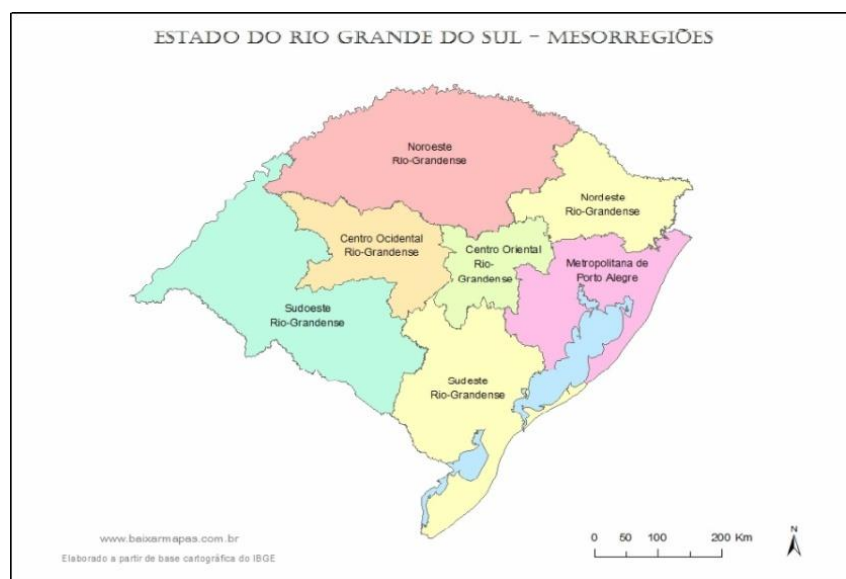 ESTADO DO RIO GRANDE DO SUL - MESORREGIÕES
Noroeste
Rio-Grandense
Nordeste
Rio-Grandense
Centro Ocidental
Rio-Grandense
Centro Oriental
Rio-
Grandense
Metropolitana de
Porto Alegre
Sudoeste
Rio-Grandense
Sudeste
Rio-Grandense
www.baixarmapas.com.br
Elaborado a partir de base cartográfica do IBGE
0 50 100 200 Km
N